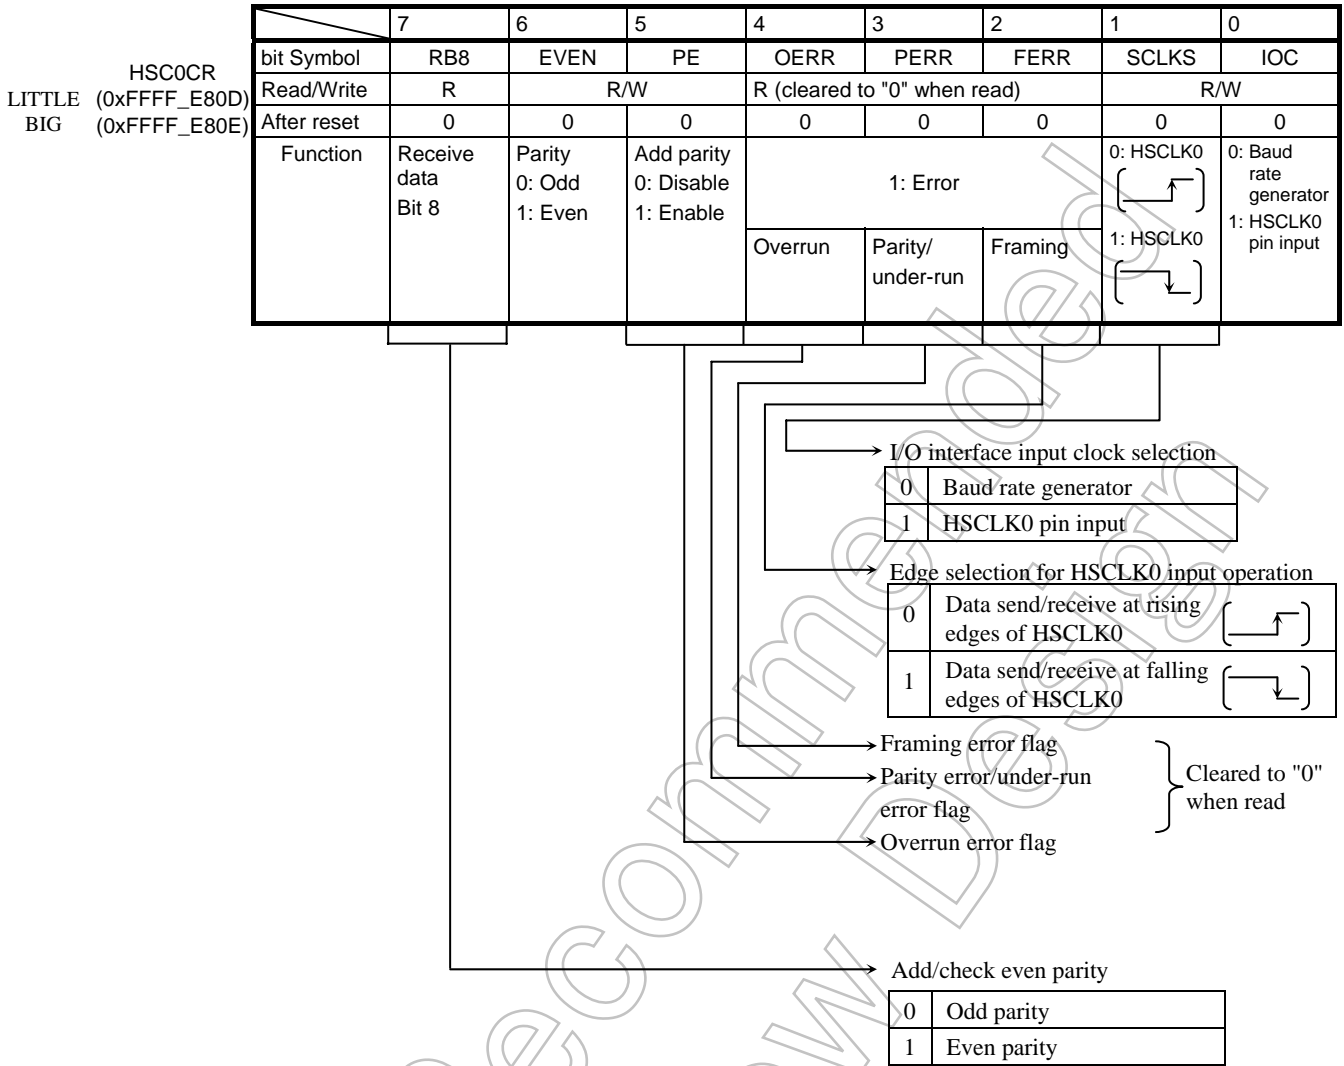 7 6 5 4 3 2 1 0
bit Symbol RB8 EVEN PE OERR PERR FERR SCLKS IOC
HSC0CR
LITTLE (0xFFFF_E80D)
BIG (0xFFFF_E80E)
Read/Write R R/W R (cleared to "0" when read) R/W
After reset 0 0 0 0 0 0 0 0
Function
Receive
data
Bit 8
Parity
0: Odd
1: Even
Add parity
0: Disable
1: Enable
1: Error
Overrun
Parity/
under-run
Framing
0: HSCLK0
1: HSCLK0
0: Baud
rate
generator
1: HSCLK0
pin input
I/O interface input clock selection
0 Baud rate generator
1 HSCLK0 pin input
Edge selection for HSCLK0 input operation
0 Data send/receive at rising
edges of HSCLK0
1 Data send/receive at falling
edges of HSCLK0
Framing error flag
Parity error/under-run
error flag
Overrun error flag
Cleared to "0"
when read
Add/check even parity
0 Odd parity
1 Even parity
ecommended
w Design